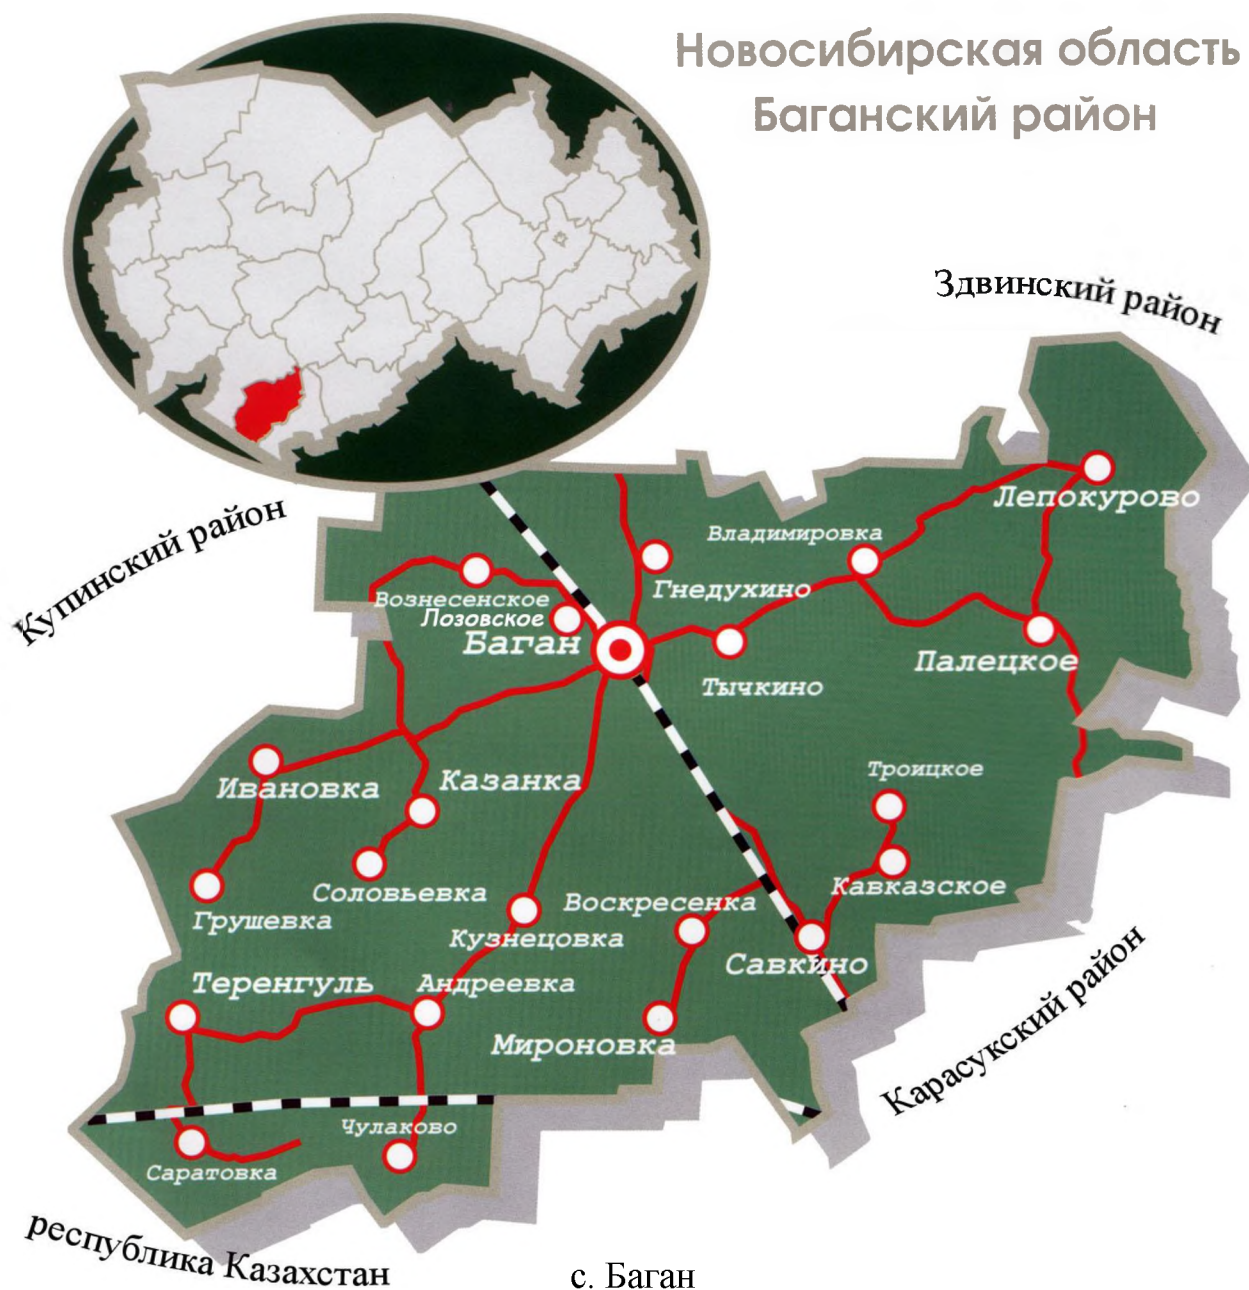 Новосибирская область
Баганский район
Здвинский район
Купинский район
Лепокурово
Владимировка
Гнедухино
Вознесенское
Лозовское
Баган
Палецкое
Тычкино
Троицкое
Ивановка
Казанка
Кавказское
Соловьевка
Воскресенка
Грушевка
Кузнецовка
Савкино
Теренгуль
Андреевка
Мироновка
Карасукский район
Чулаково
Саратовка
республика Казахстан
с. Баган